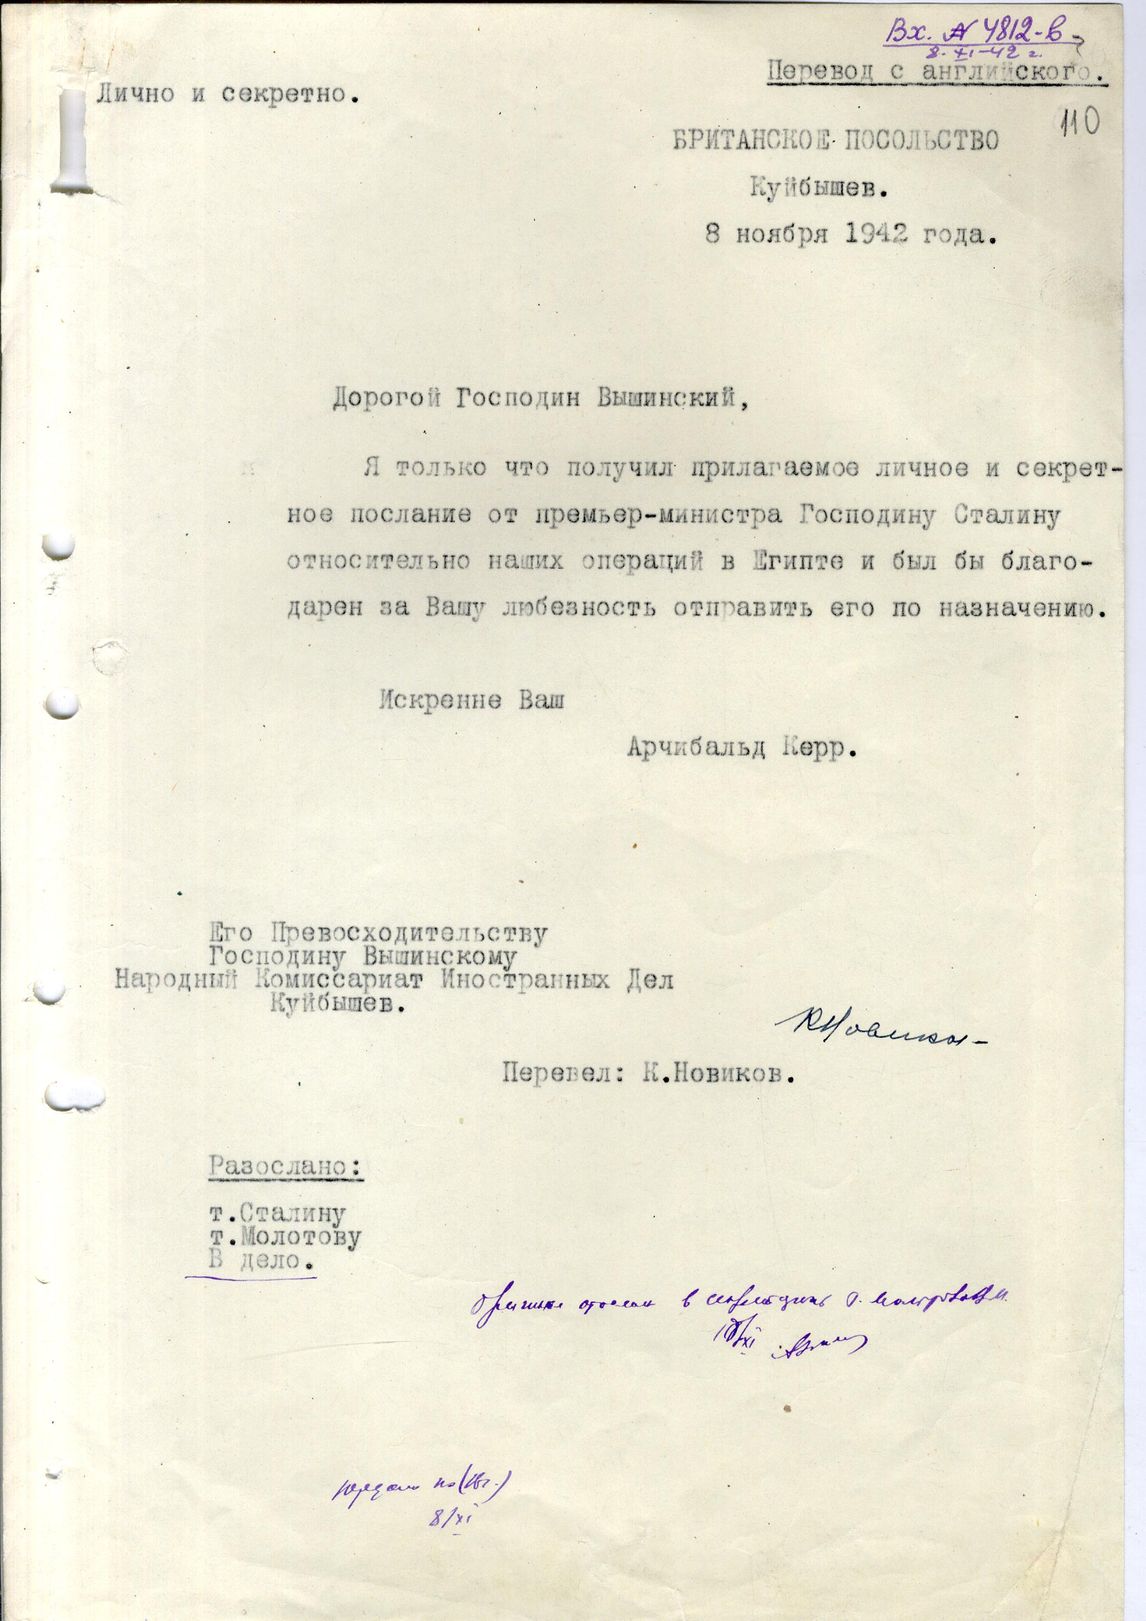 Вх. № 4812-в
8-XI-42 г.
Перевод с английского.
Лично и секретно.
110
БРИТАНСКОЕ ПОСОЛЬСТВО
Куйбышев.
8 ноября 1942 года.
Дорогой Господин Вышинский,
Я только что получил прилагаемое личное и секрет-
ное послание от премьер-министра Господину Сталину
относительно наших операций в Египте и был бы благо-
дарен за Вашу любезность отправить его по назначению.
Искренне Ваш
Арчибальд Керр.
Его Превосходительству
Господину Вышинскому
Народный Комиссариат Иностранных Дел
Куйбышев.
КНовиков
Перевел: К.Новиков.
Разослано:
т.Сталину
т.Молотову
В дело.
в секретариат т. Молотова В.М.
8/XI